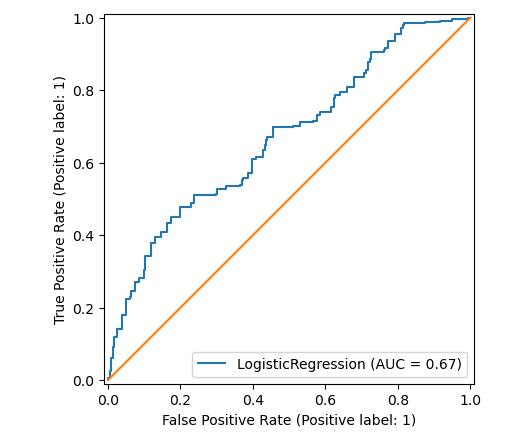 1.0
0.8
0.6
0.4
0.2
0.0
True Positive Rate (Positive label: 1)
LogisticRegression (AUC = 0.67)
0.0 0.2 0.4 0.6 0.8 1.0
False Positive Rate (Positive label: 1)